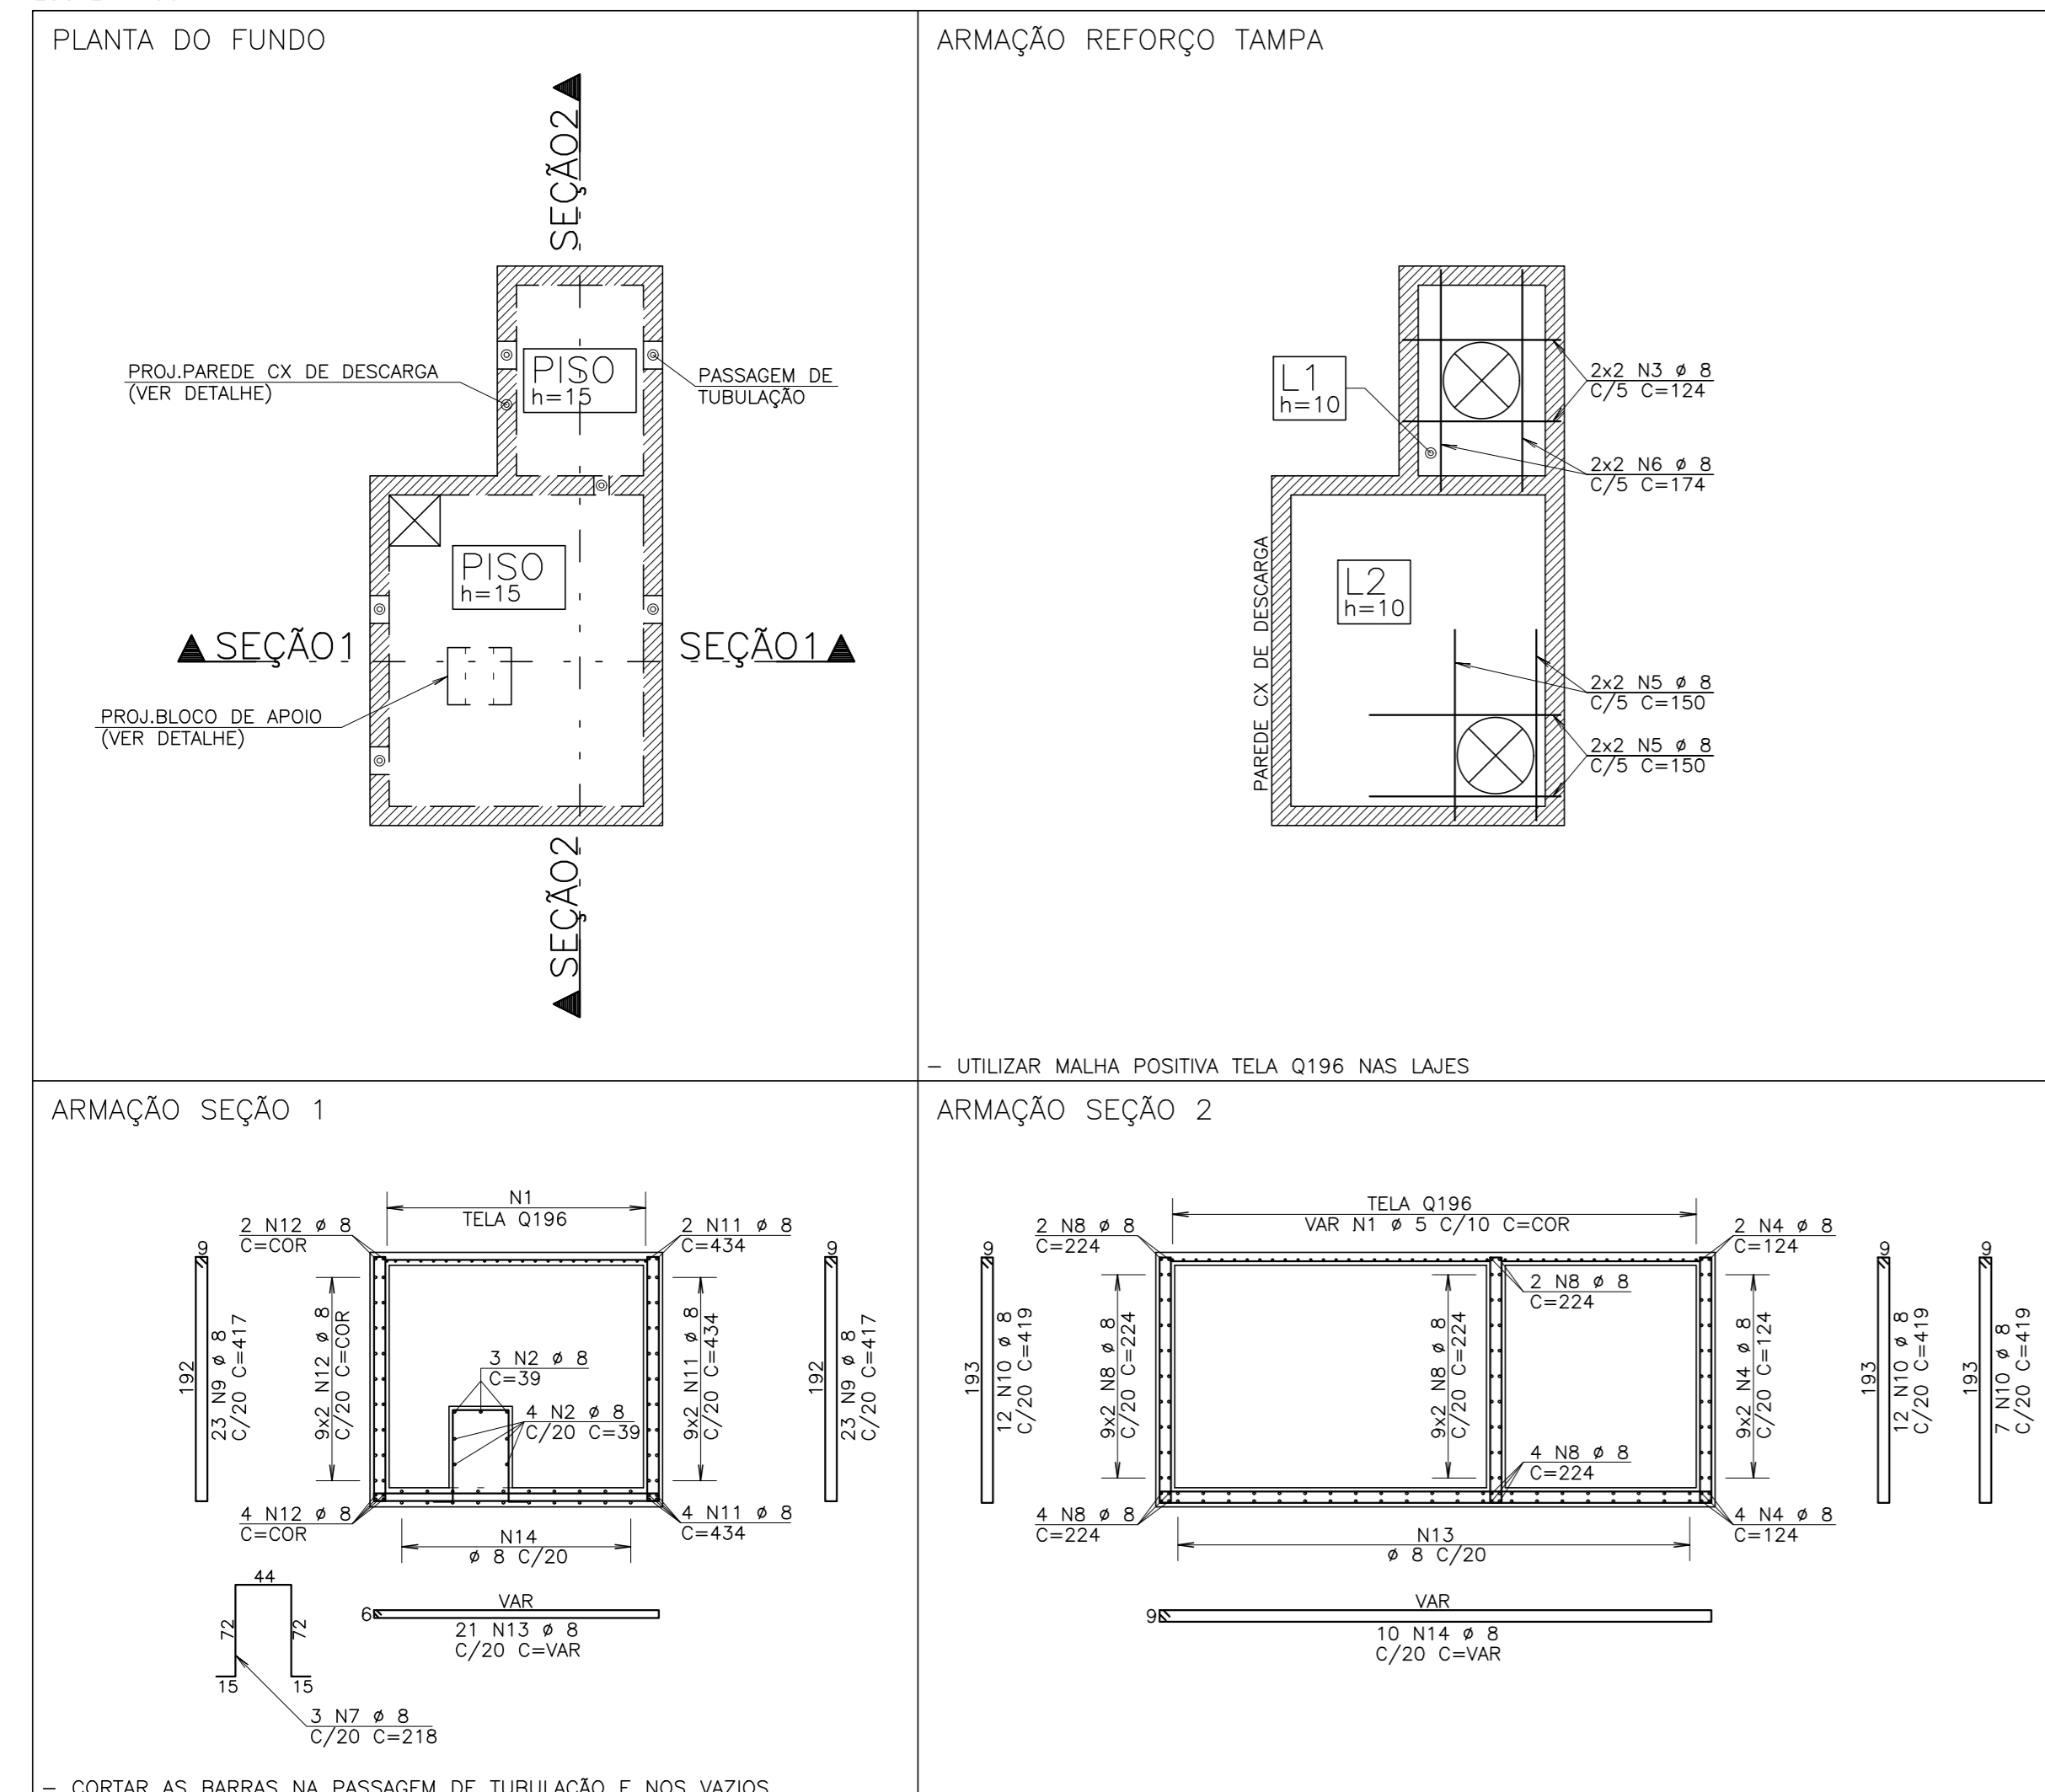 PLANTA DO FUNDO
SEÇÃO2
PROJ.PAREDE CX DE DESCARGA
(VER DETALHE)
PISO
h=15
PASSAGEM DE
TUBULAÇÃO
PISO
h=15
SEÇÃO1
SEÇÃO1
PROJ.BLOCO DE APOIO
(VER DETALHE)
SEÇÃO2
ARMAÇÃO REFORÇO TAMPA
L1
h=10
2x2 N3 ø 8
C/5 C=124
2x2 N6 ø 8
C/5 C=174
PAREDE CX DE DESCARGA
L2
h=10
2x2 N5 ø 8
C/5 C=150
2x2 N5 ø 8
C/5 C=150
– UTILIZAR MALHA POSITIVA TELA Q196 NAS LAJES
ARMAÇÃO SEÇÃO 1
N1
TELA Q196
2 N12 ø 8
C=COR
2 N11 ø 8
C=434
9
192
23 N9 ø 8
C/20 C=417
9x2 N12 ø 8
C/20 C=COR
3 N2 ø 8
C=39
4 N2 ø 8
C/20 C=39
9x2 N11 ø 8
C/20 C=434
9
192
23 N9 ø 8
C/20 C=417
4 N12 ø 8
C=COR
4 N11 ø 8
C=434
N14
ø 8 C/20
44
72
72
15
15
3 N7 ø 8
C/20 C=218
6
VAR
21 N13 ø 8
C/20 C=VAR
– CORTAR AS BARRAS NA PASSAGEM DE TUBULAÇÃO E NOS VAZIOS
ARMAÇÃO SEÇÃO 2
TELA Q196
VAR N1 ø 5 C/10 C=COR
2 N8 ø 8
C=224
2 N4 ø 8
C=124
9
193
12 N10 ø 8
C/20 C=419
9x2 N8 ø 8
C/20 C=224
2 N8 ø 8
C=224
9x2 N8 ø 8
C/20 C=224
4 N8 ø 8
C=224
9x2 N4 ø 8
C/20 C=124
9
193
12 N10 ø 8
C/20 C=419
9
193
7 N10 ø 8
C/20 C=419
4 N8 ø 8
C=224
4 N4 ø 8
C=124
N13
ø 8 C/20
9
VAR
10 N14 ø 8
C/20 C=VAR